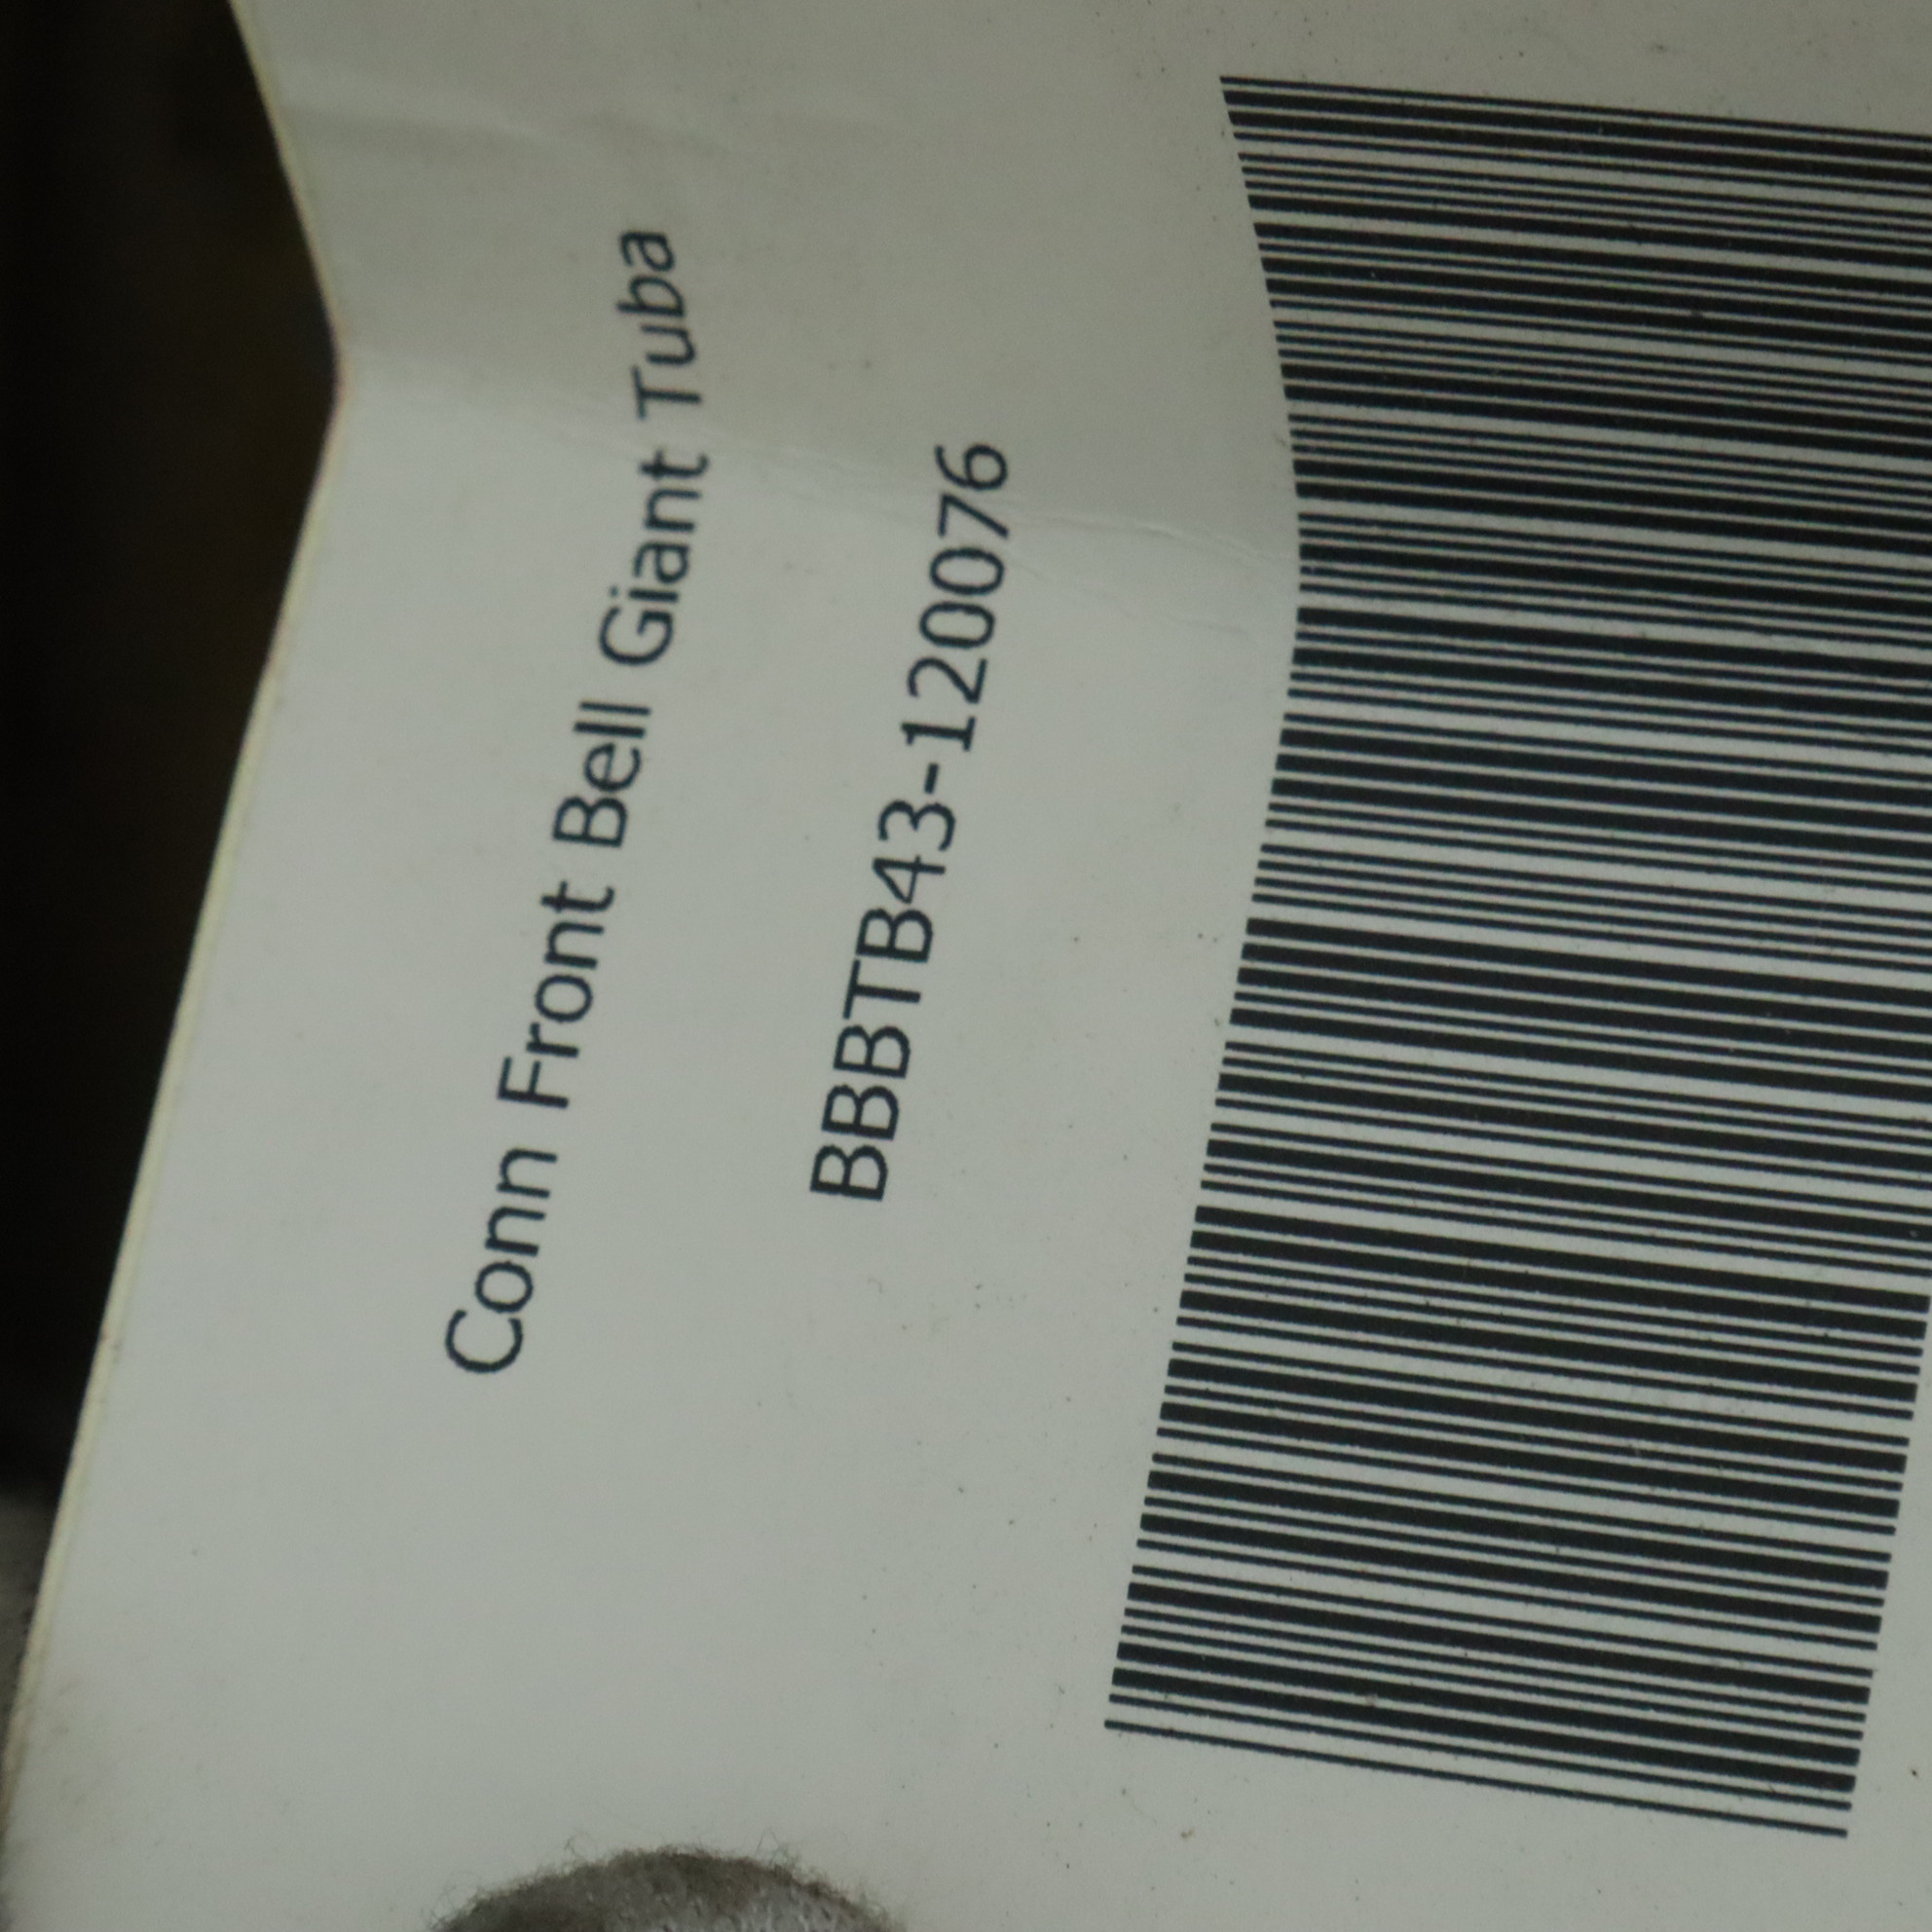 Conn Front Bell Giant Tuba
BBBTB43-120076